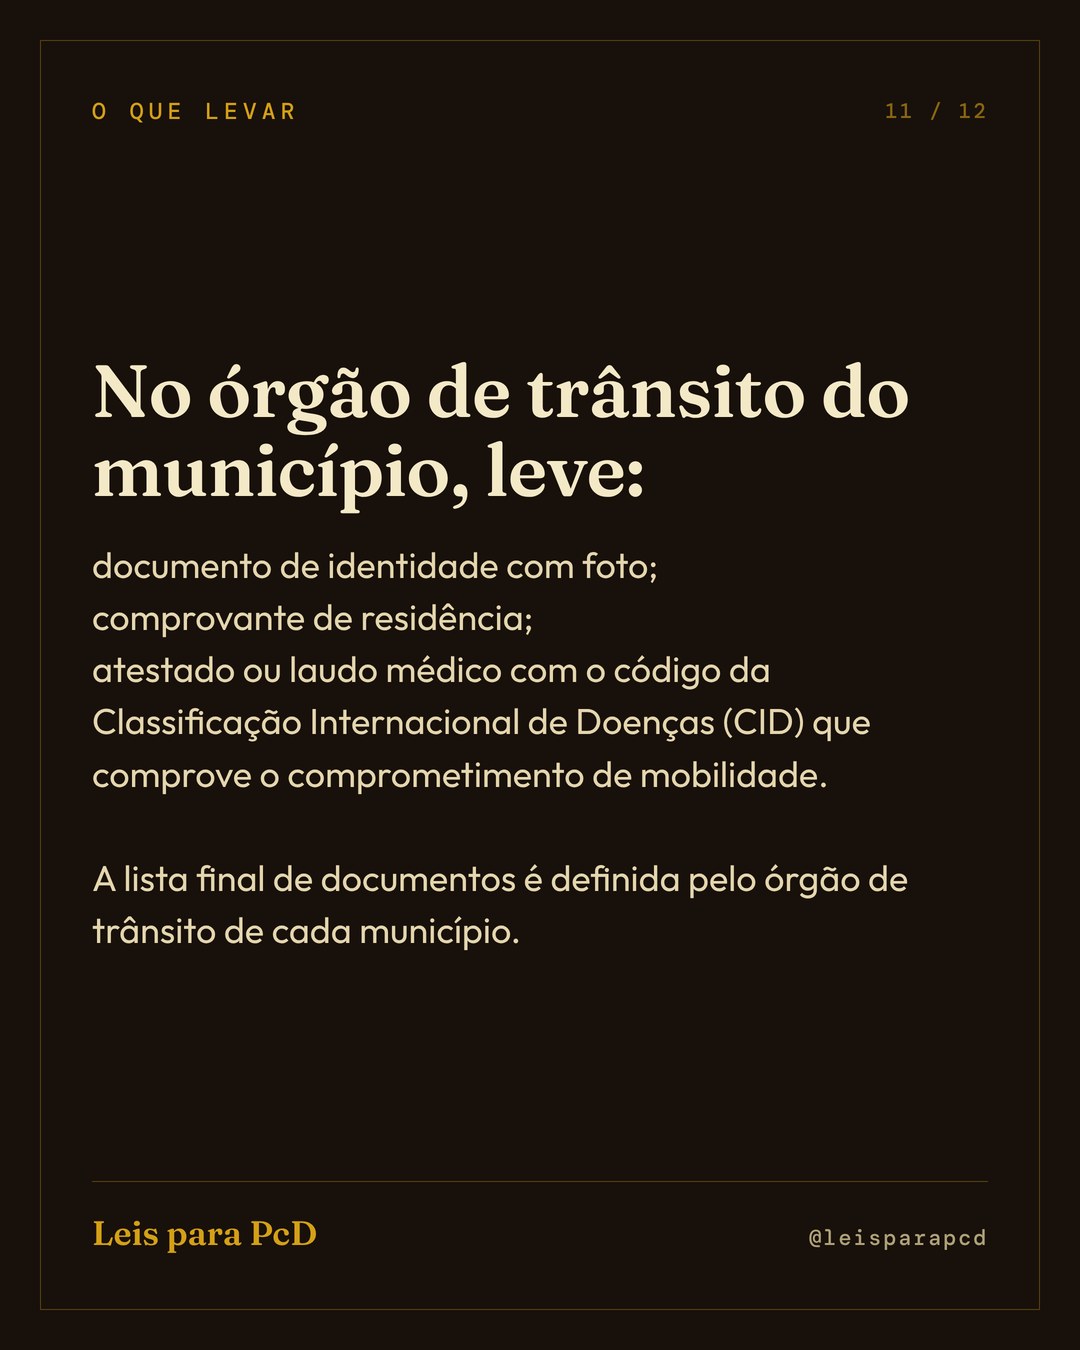 O QUE LEVAR
11 / 12
No órgão de trânsito do
município, leve:
documento de identidade com foto;
comprovante de residência;
atestado ou laudo médico com o código da
Classificação Internacional de Doenças (CID) que
comprove o comprometimento de mobilidade.
A lista final de documentos é definida pelo órgão de
trânsito de cada município.
Leis para PcD
@leisparapcd